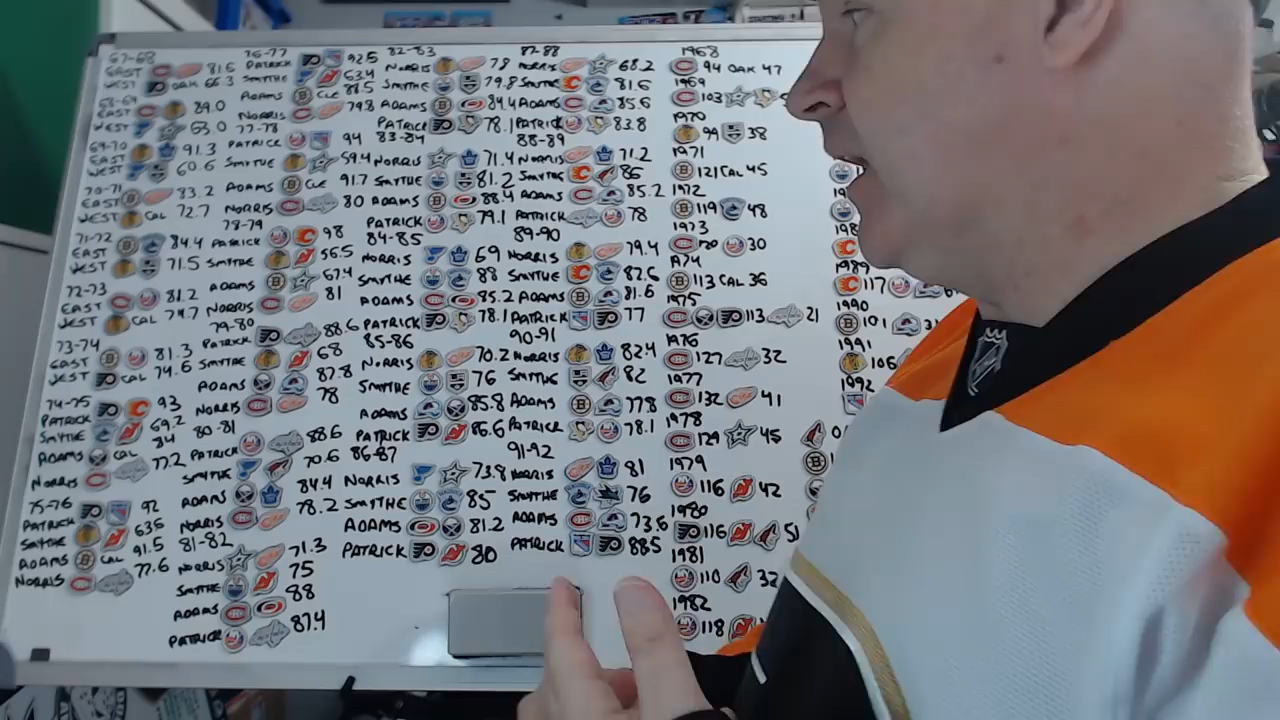 67-68
EAST 81.6
WEST OAK 66.3
68-69
EAST 89.0
WEST 63.0
69-70
EAST 91.3
WEST 60.6
70-71
EAST 83.2
WEST CAL 72.7
71-72
EAST 84.4
WEST 71.5
72-73
EAST 81.2
WEST CAL 74.7
73-74
EAST 81.3
WEST CAL 74.6
74-75
PATRICK 93
SMYTHE 69.2
ADAMS CAL 84
NORRIS 77.2
75-76
PATRICK 92
SMYTHE 63.5
ADAMS CAL 91.5
NORRIS 77.6
76-77
PATRICK 92.5
SMYTHE 63.4
ADAMS CLE 88.5
NORRIS 79.8
77-78
PATRICK 94
SMYTHE 59.4
ADAMS CLE 91.7
NORRIS 80
78-79
PATRICK 98
SMYTHE 56.5
ADAMS 67.4
NORRIS 81
79-80
PATRICK 88.6
SMYTHE 68
ADAMS 87.8
NORRIS 78
80-81
PATRICK 88.6
SMYTHE 70.6
ADAMS 84.4
NORRIS 78.2
81-82
NORRIS 71.3
SMYTHE 75
ADAMS 88
PATRICK 87.4
82-83
NORRIS 78
SMYTHE 79.8
ADAMS 84.4
PATRICK 78.1
83-84
NORRIS 71.4
SMYTHE 81.2
ADAMS 88.4
PATRICK 79.1
84-85
NORRIS 69
SMYTHE 88
ADAMS 85.2
PATRICK 78.1
85-86
NORRIS 70.2
SMYTHE 76
ADAMS 85.8
PATRICK 86.6
86-87
NORRIS 73.8
SMYTHE 85
ADAMS 81.2
PATRICK 80
87-88
NORRIS 68.2
SMYTHE 81.6
ADAMS 85.6
PATRICK 83.8
88-89
NORRIS 71.2
SMYTHE 86
ADAMS 85.2
PATRICK 78
89-90
NORRIS 79.4
SMYTHE 82.6
ADAMS 81.6
PATRICK 77
90-91
NORRIS 82.4
SMYTHE 82
ADAMS 77.8
PATRICK 78.1
91-92
NORRIS 81
SMYTHE 76
ADAMS 73.6
PATRICK 88.5
1968
94 OAK 47
1969
103
1970
99 38
1971
121 CAL 45
1972
119 48
1973
120 30
1974
113 CAL 36
1975
113 21
1976
127 32
1977
132 41
1978
129 45
1979
116 42
1980
116 51
1981
110 32
1982
118
1989
117
1990
101
1991
106
1992
NHL